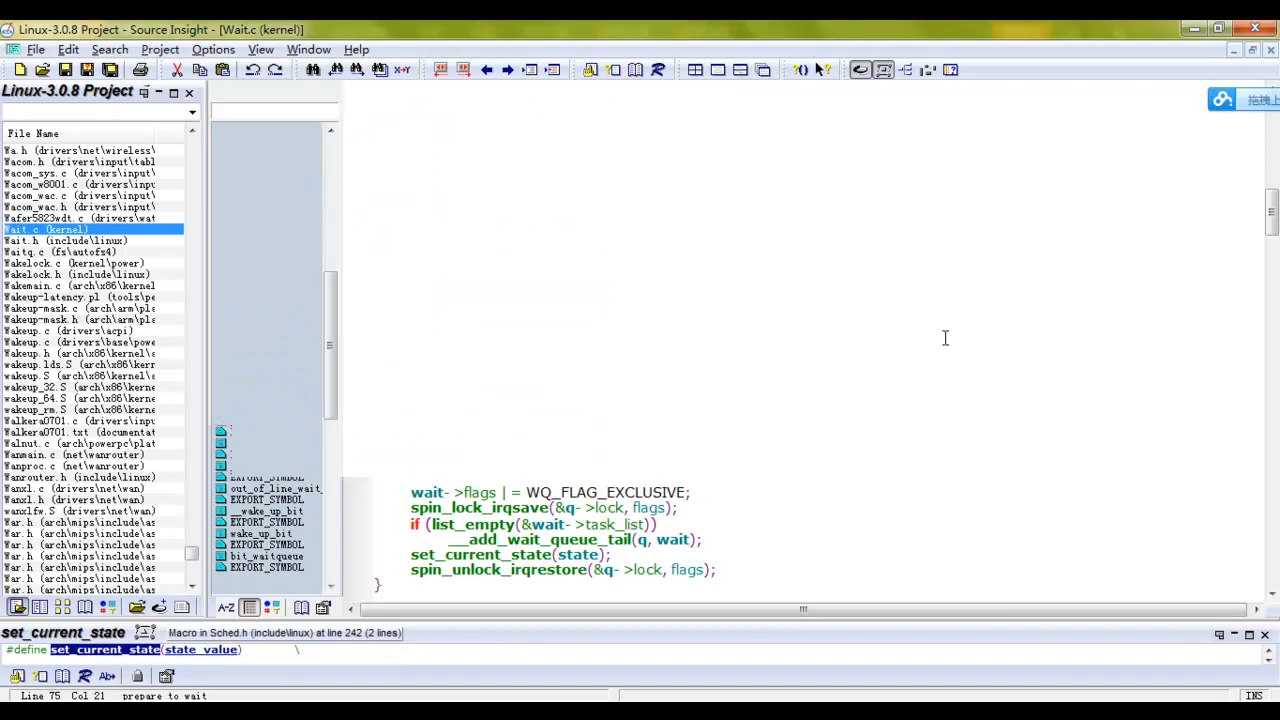 Linux-3.0.8 Project - Source Insight - [Wait.c (kernel)]
File Edit Search Project Options View Window Help
Linux-3.0.8 Project
拖拽上
File Name
Wa.h (drivers\net\wireless\
Wacom.h (drivers\input\tabl
Wacom_sys.c (drivers\input\
Wacom_w8001.c (drivers\inpu
Wacom_wac.c (drivers\input\
Wacom_wac.h (drivers\input\
Wafer5823wdt.c (drivers\wat
Wait.c (kernel)
Wait.h (include\linux)
Waitq.c (fs\autofs4)
Wakelock.c (kernel\power)
Wakelock.h (include\linux)
Wakemain.c (arch\x86\kernel
Wakeup-latency.pl (tools\pe
Wakeup-mask.c (arch\arm\pla
Wakeup-mask.h (arch\arm\pla
Wakeup.c (drivers\acpi)
Wakeup.c (drivers\base\powe
Wakeup.h (arch\x86\kernel\a
wakeup.lds.S (arch\x86\kerr
wakeup.S (arch\x86\kernel\a
wakeup_32.S (arch\x86\kerne
wakeup_64.S (arch\x86\kerne
wakeup_rm.S (arch\x86\kerne
Walkera0701.c (drivers\inpu
Walkera0701.txt (documentat
Walnut.c (arch\powerpc\plat
Wanmain.c (net\wanrouter)
Wanproc.c (net\wanrouter)
Wanrouter.h (include\linux)
Wanxl.c (drivers\net\wan)
Wanxl.h (drivers\net\wan)
wanxlfw.S (drivers\net\wan)
War.h (arch\mips\include\as
War.h (arch\mips\include\as
War.h (arch\mips\include\as
War.h (arch\mips\include\as
War.h (arch\mips\include\as
War.h (arch\mips\include\as
War.h (arch\mips\include\as
EXPORT_SYMBOL
out_of_line_wait_
EXPORT_SYMBOL
__wake_up_bit
EXPORT_SYMBOL
wake_up_bit
EXPORT_SYMBOL
bit_waitqueue
EXPORT_SYMBOL
A-Z
wait->flags |= WQ_FLAG_EXCLUSIVE;
spin_lock_irqsave(&q->lock, flags);
if (list_empty(&wait->task_list))
__add_wait_queue_tail(q, wait);
set_current_state(state);
spin_unlock_irqrestore(&q->lock, flags);
}
set_current_state Macro in Sched.h (include\linux) at line 242 (2 lines)
#define set_current_state(state_value) \
Line 75 Col 21 prepare to wait INS